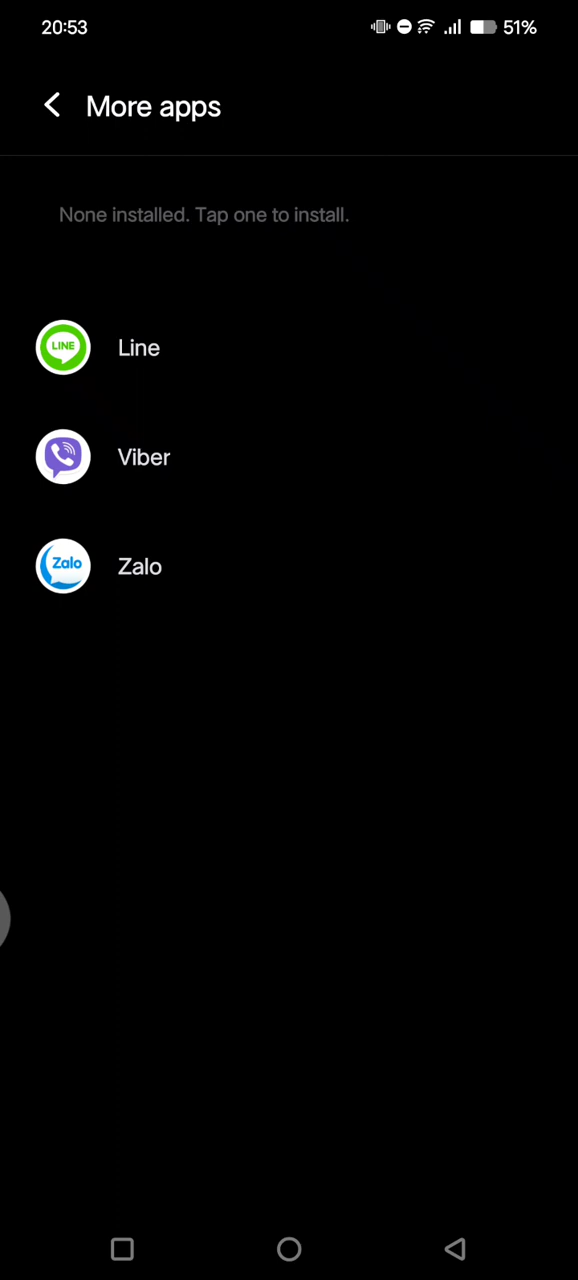 20:53
51%
More apps
None installed. Tap one to install.
LINE
Line
Viber
Zalo
Zalo